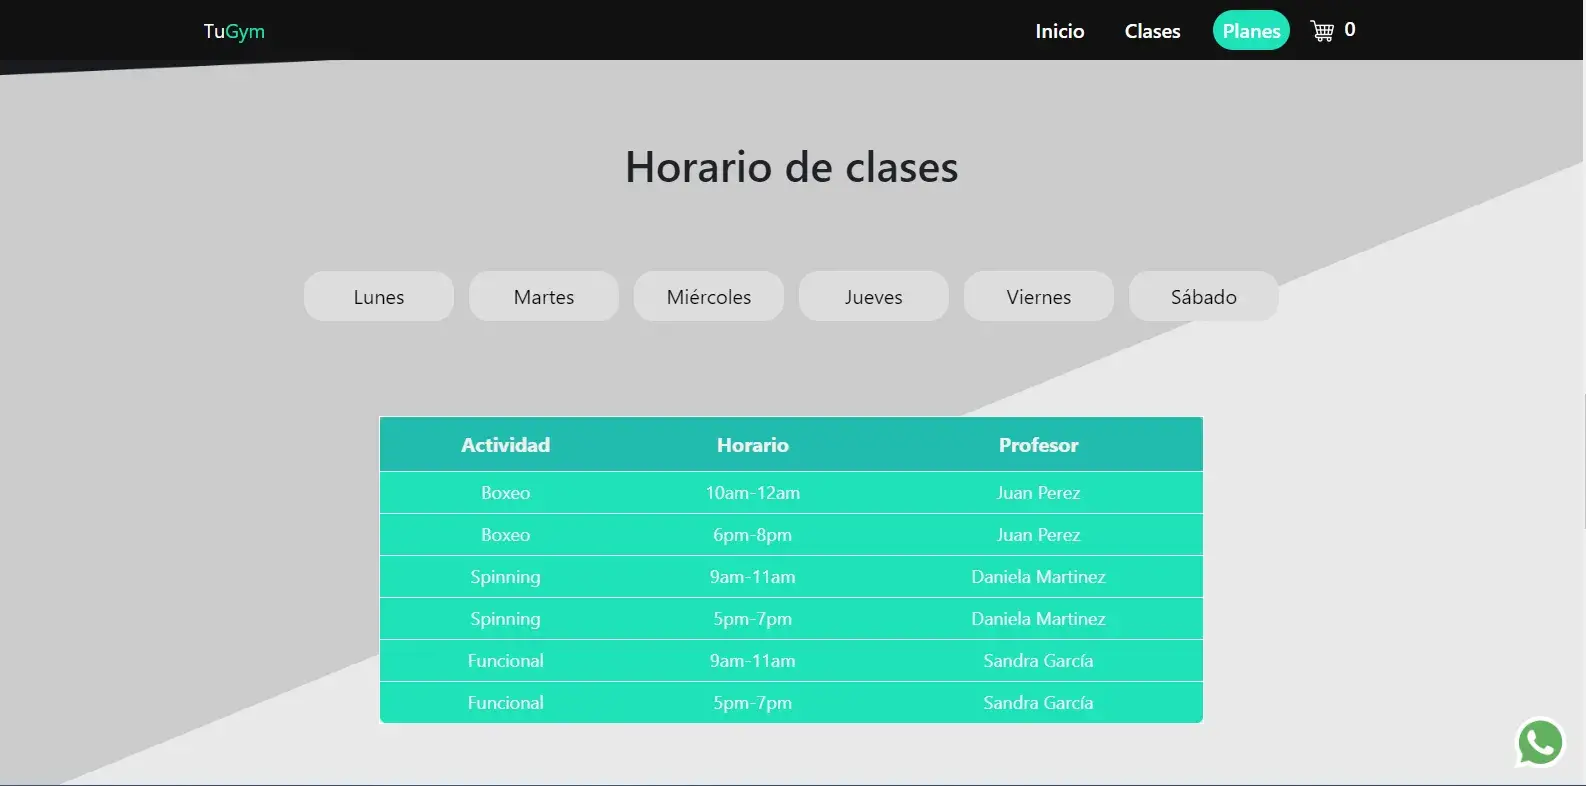 TuGym Inicio Clases Planes 0
Horario de clases
Lunes Martes Miércoles Jueves Viernes Sábado
Actividad Horario Profesor
Boxeo 10am-12am Juan Perez
Boxeo 6pm-8pm Juan Perez
Spinning 9am-11am Daniela Martinez
Spinning 5pm-7pm Daniela Martinez
Funcional 9am-11am Sandra García
Funcional 5pm-7pm Sandra García